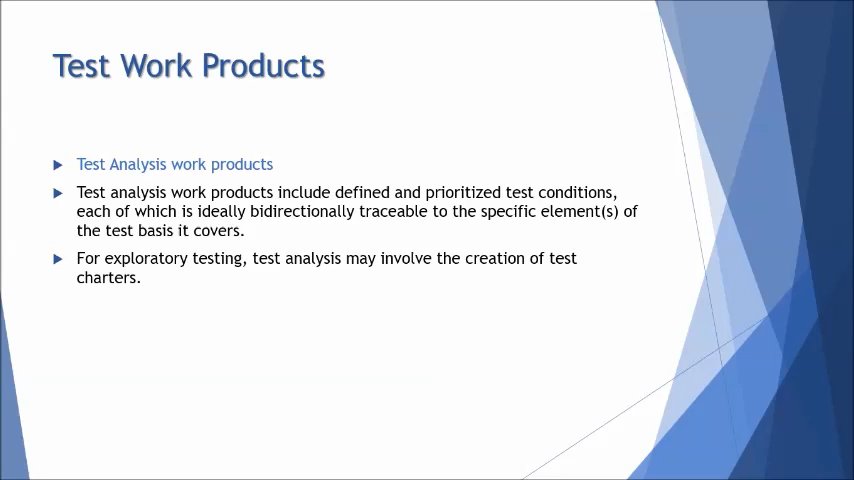 Test Work Products
Test Analysis work products
Test analysis work products include defined and prioritized test conditions,
each of which is ideally bidirectionally traceable to the specific element(s) of
the test basis it covers.
For exploratory testing, test analysis may involve the creation of test
charters.